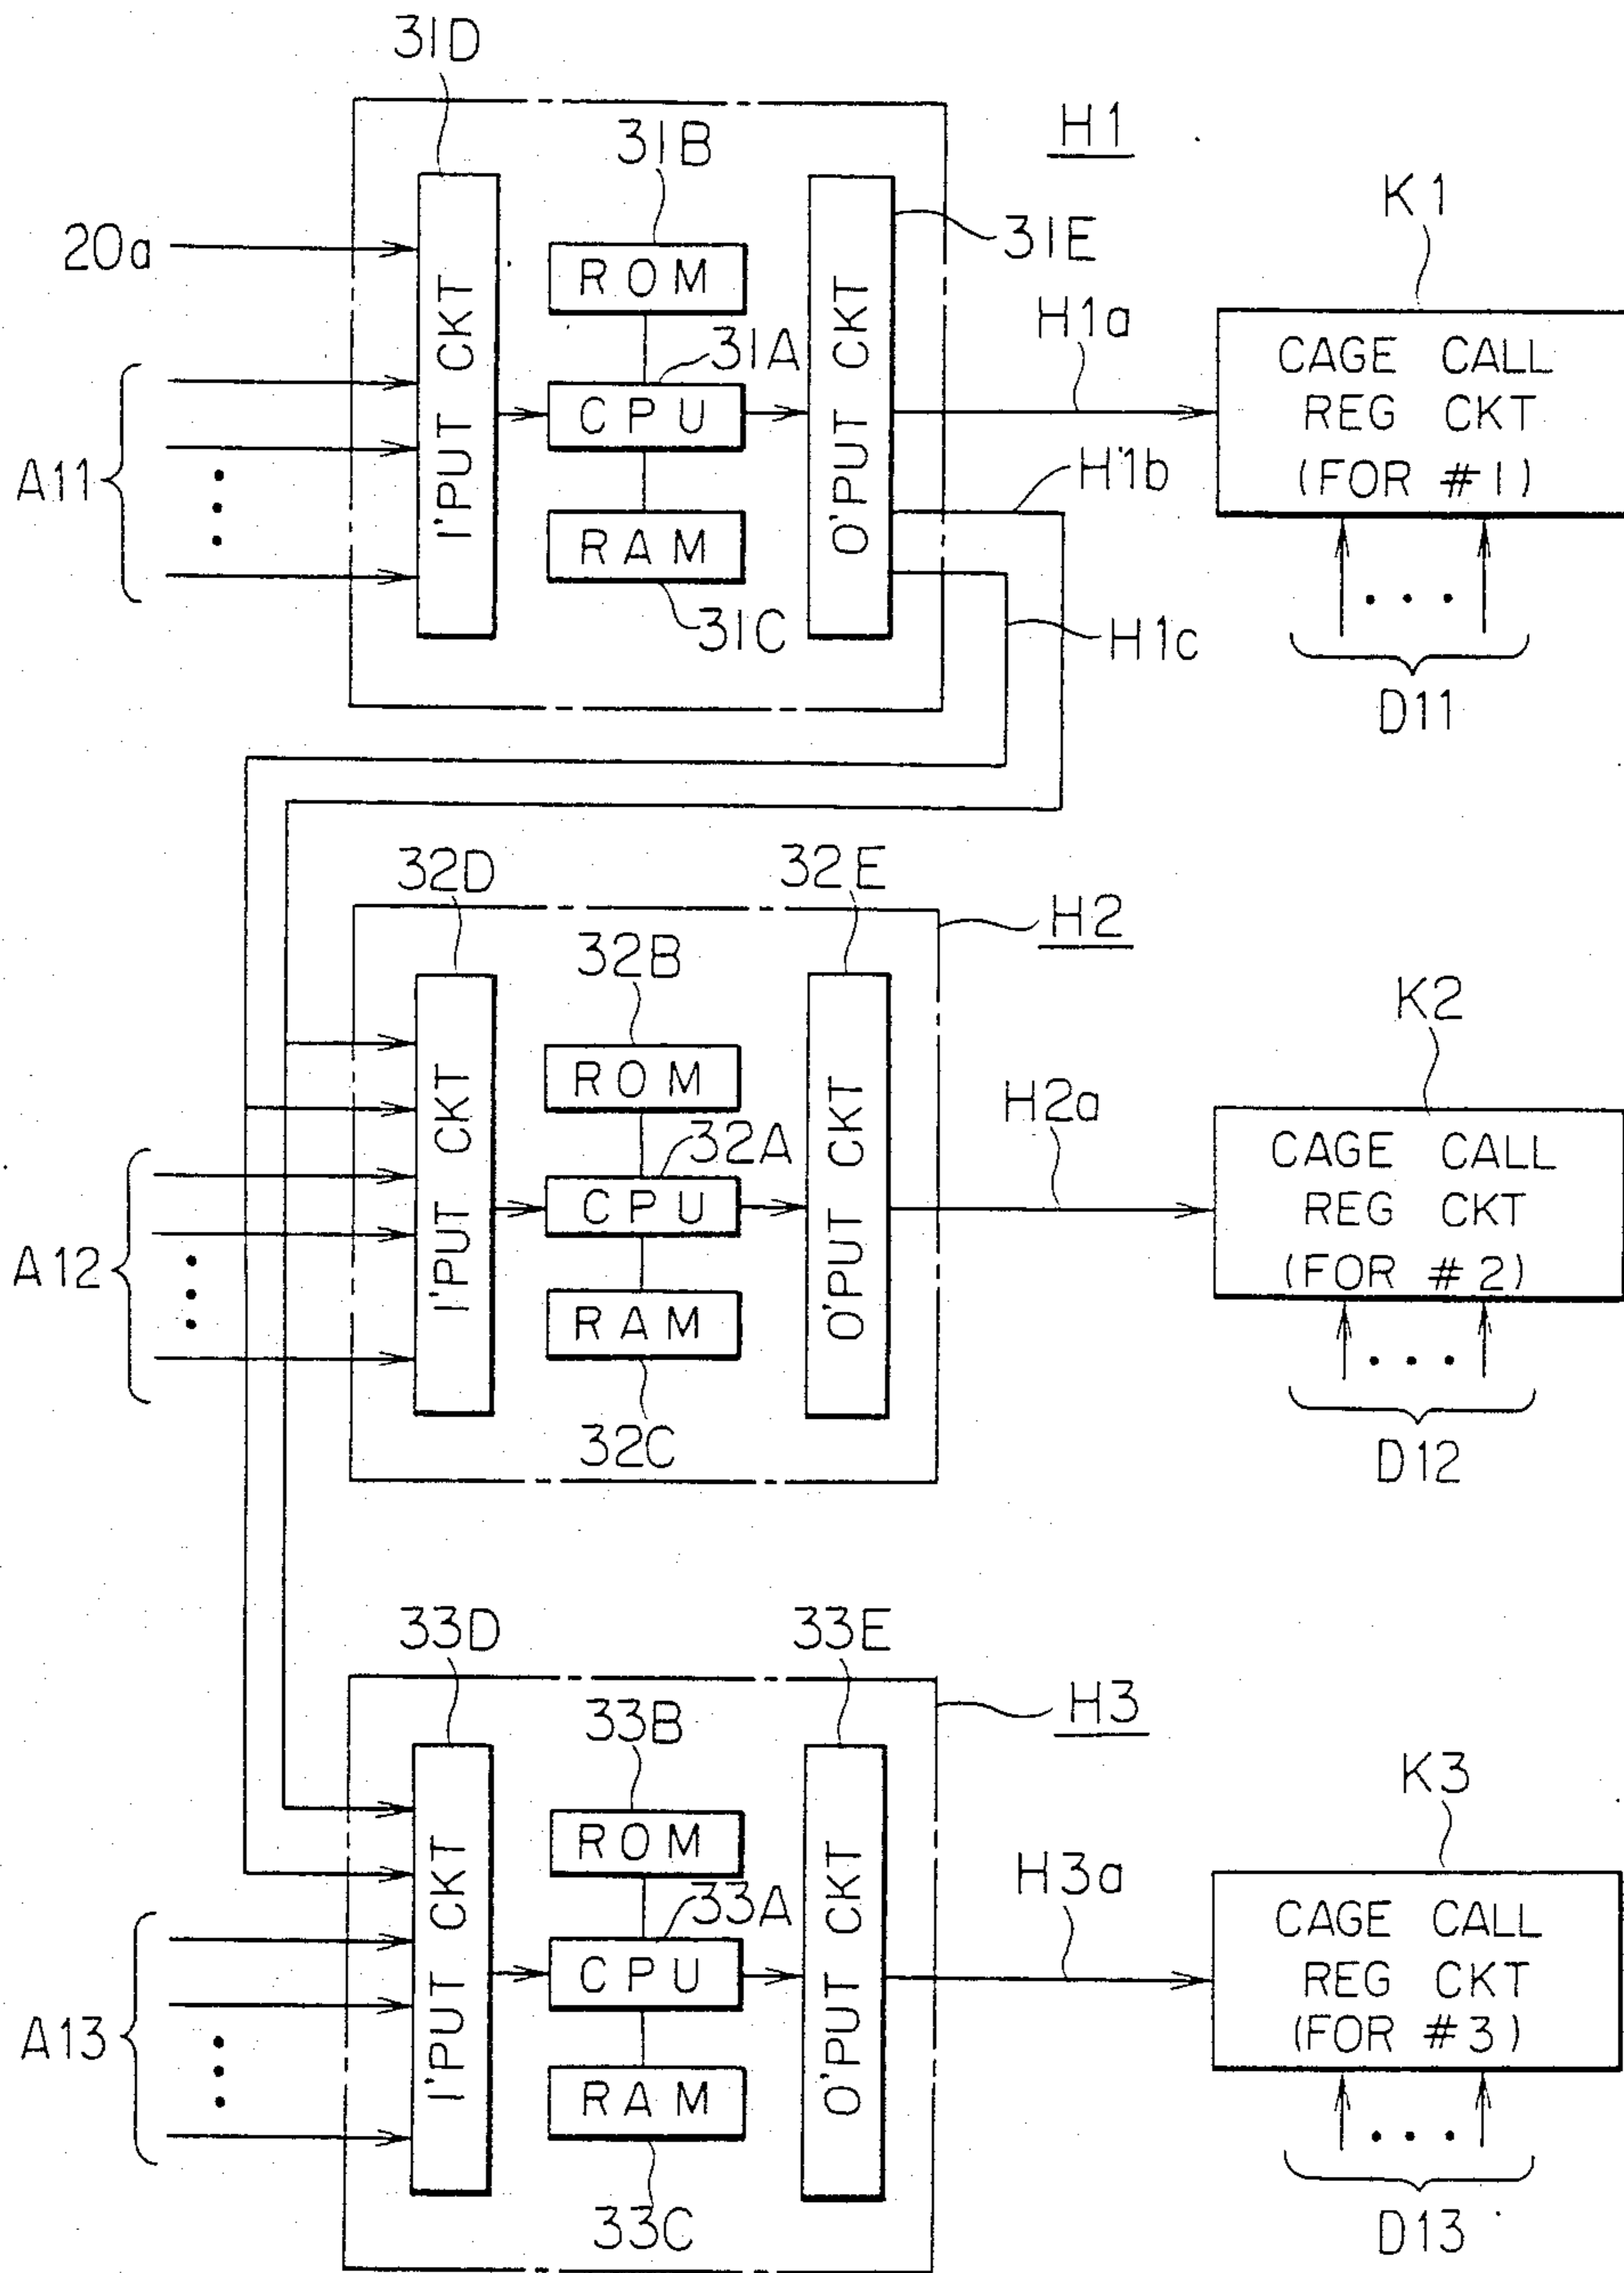 31D
H1
31B
K1
20a
31E
ROM
H1a
I'PUT CKT
31A
O'PUT CKT
CAGE CALL
REG CKT
(FOR #1)
CPU
A11
H1b
RAM
31C
H1c
D11
32D
32E
H2
32B
K2
ROM
H2a
I'PUT CKT
32A
O'PUT CKT
CAGE CALL
REG CKT
(FOR #2)
CPU
A12
RAM
32C
D12
33D
33E
H3
33B
K3
ROM
H3a
I'PUT CKT
33A
O'PUT CKT
CAGE CALL
REG CKT
(FOR #3)
CPU
A13
RAM
33C
D13